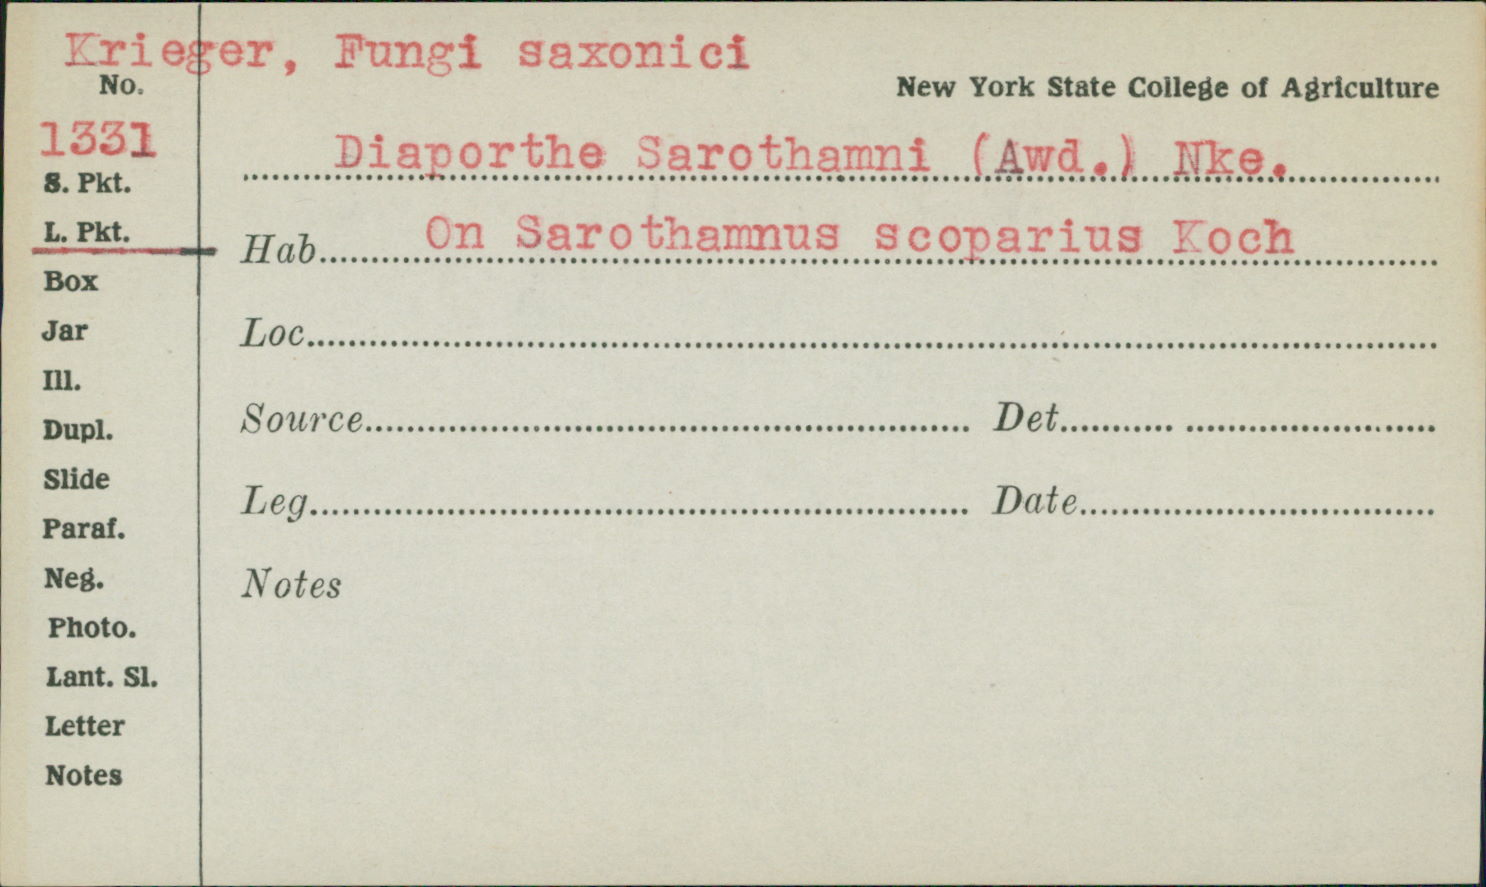 Krieger, Fungi saxonici
No.
New York State College of Agriculture
1331
Diaporthe Sarothamni (Awd.) Nke.
S. Pkt.
L. Pkt.
Hab. On Sarothamnus scoparius Koch
Box
Jar
Loc.
Ill.
Dupl.
Source Det.
Slide
Leg. Date
Paraf.
Neg.
Notes
Photo.
Lant. Sl.
Letter
Notes